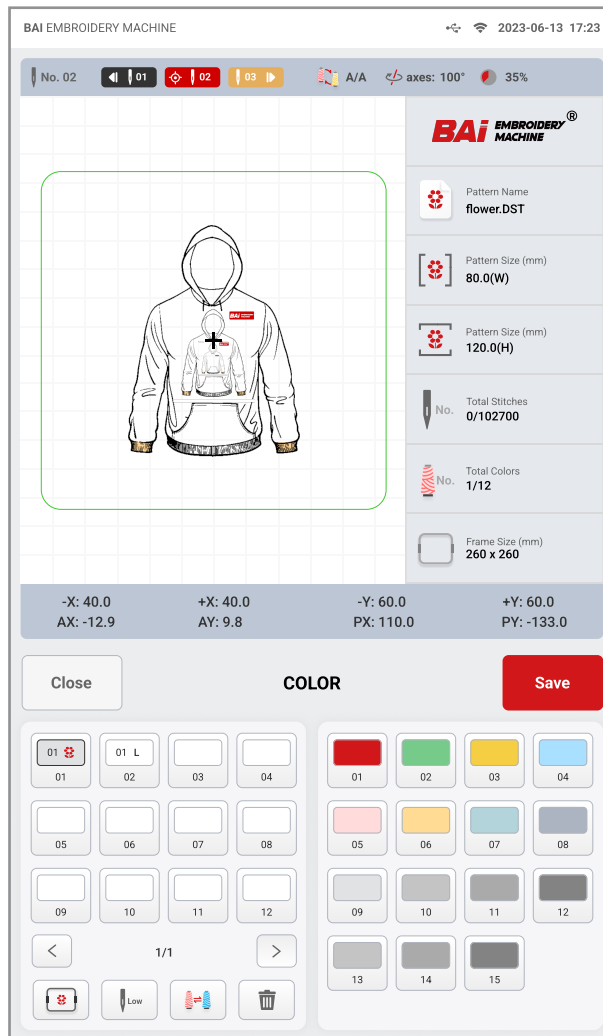 BAI EMBROIDERY MACHINE 2023-06-13 17:23
No. 02 01 02 03 A/A axes: 100° 35%
BAi EMBROIDERY MACHINE ®
Pattern Name
flower.DST
Pattern Size (mm)
80.0(W)
Pattern Size (mm)
120.0(H)
No.
Total Stitches
0/102700
No.
Total Colors
1/12
Frame Size (mm)
260 x 260
BAi EMBROIDERY MACHINE
-X: 40.0 +X: 40.0 -Y: 60.0 +Y: 60.0
AX: -12.9 AY: 9.8 PX: 110.0 PY: -133.0
Close COLOR Save
01 01 L
01 02 03 04
05 06 07 08
09 10 11 12
< 1/1 >
Low
01 02 03 04
05 06 07 08
09 10 11 12
13 14 15